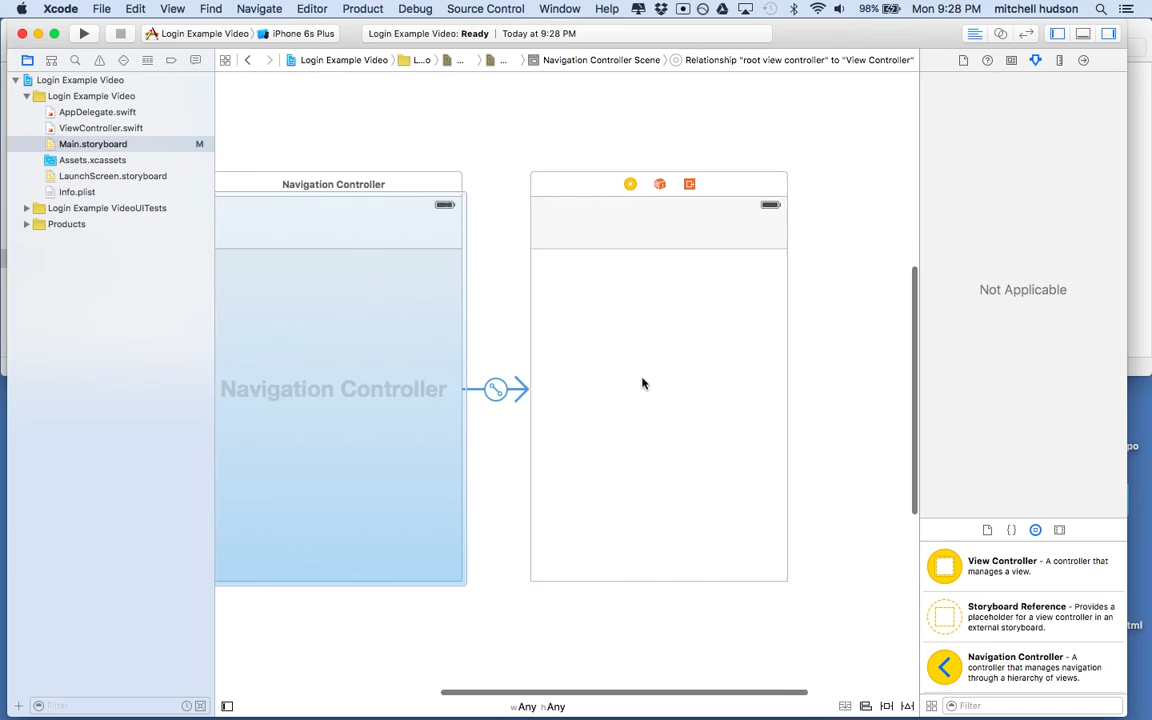 Xcode File Edit View Find Navigate Editor Product Debug Source Control Window Help 98% Mon 9:28 PM mitchell hudson
Login Example Video iPhone 6s Plus Login Example Video: Ready Today at 9:28 PM
Login Example Video L...o ... ... Navigation Controller Scene Relationship "root view controller" to "View Controller"
Login Example Video
Login Example Video
AppDelegate.swift
ViewController.swift
Main.storyboard M
Assets.xcassets
LaunchScreen.storyboard
Info.plist
Login Example VideoUITests
Products
Navigation Controller
Navigation Controller
Not Applicable
View Controller - A controller that
manages a view.
Storyboard Reference - Provides a
placeholder for a view controller in an
external storyboard.
Navigation Controller - A
controller that manages navigation
through a hierarchy of views.
po
tml
Filter
wAny hAny
Filter